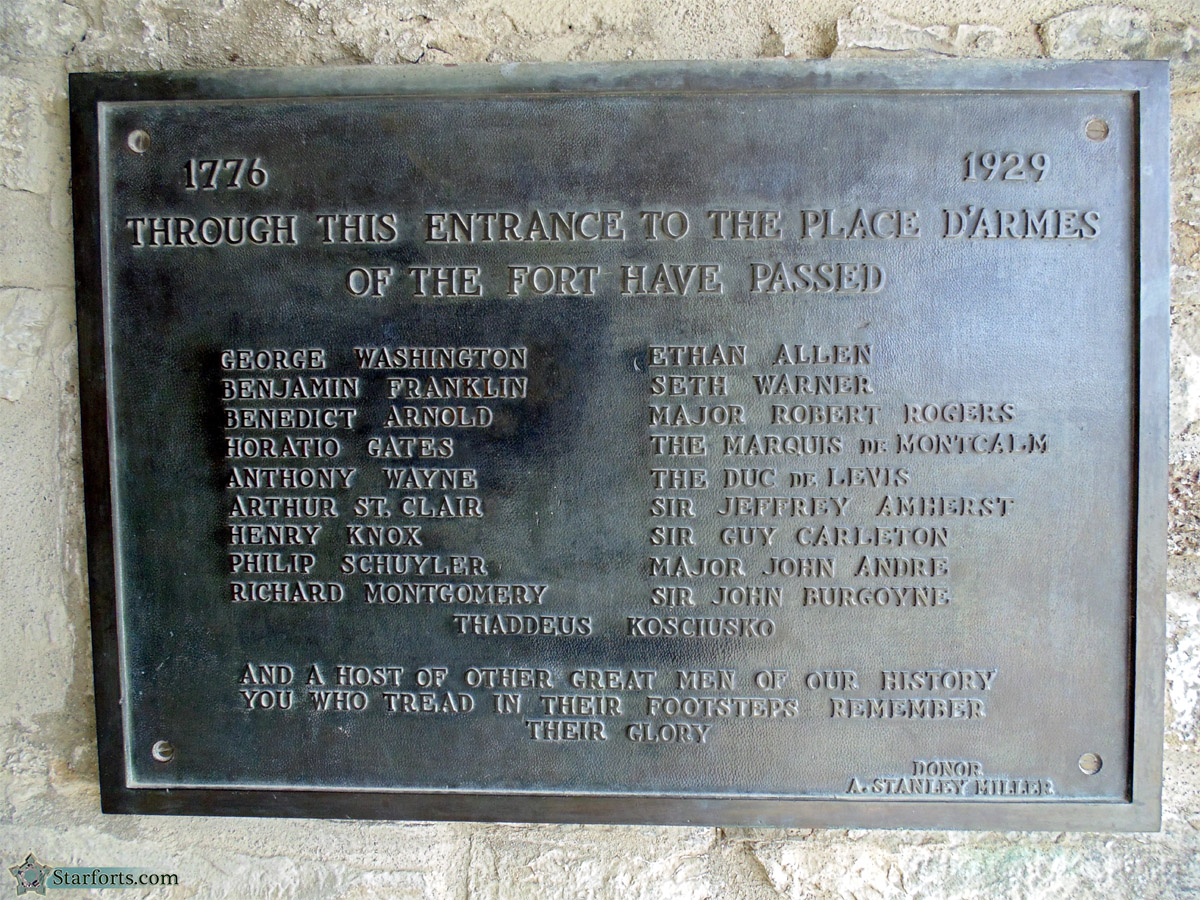 1776 1929
THROUGH THIS ENTRANCE TO THE PLACE D'ARMES
OF THE FORT HAVE PASSED
GEORGE WASHINGTON
BENJAMIN FRANKLIN
BENEDICT ARNOLD
HORATIO GATES
ANTHONY WAYNE
ARTHUR ST. CLAIR
HENRY KNOX
PHILIP SCHUYLER
RICHARD MONTGOMERY
ETHAN ALLEN
SETH WARNER
MAJOR ROBERT ROGERS
THE MARQUIS DE MONTCALM
THE DUC DE LEVIS
SIR JEFFREY AMHERST
SIR GUY CARLETON
MAJOR JOHN ANDRE
SIR JOHN BURGOYNE
THADDEUS KOSCIUSKO
AND A HOST OF OTHER GREAT MEN OF OUR HISTORY
YOU WHO TREAD IN THEIR FOOTSTEPS REMEMBER
THEIR GLORY
DONOR
A. STANLEY MILLER
Starforts.com